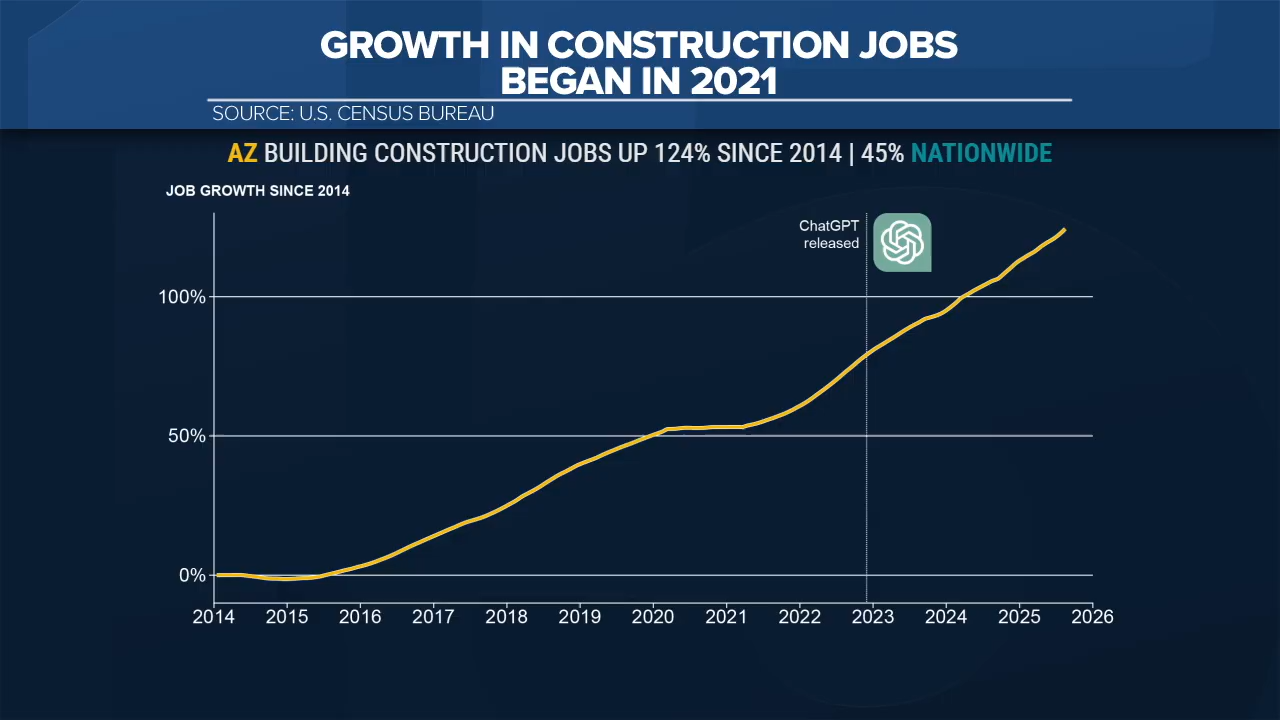 GROWTH IN CONSTRUCTION JOBS
BEGAN IN 2021
SOURCE: U.S. CENSUS BUREAU
AZ BUILDING CONSTRUCTION JOBS UP 124% SINCE 2014 | 45% NATIONWIDE
JOB GROWTH SINCE 2014
ChatGPT
released
100%
50%
0%
2014 2015 2016 2017 2018 2019 2020 2021 2022 2023 2024 2025 2026